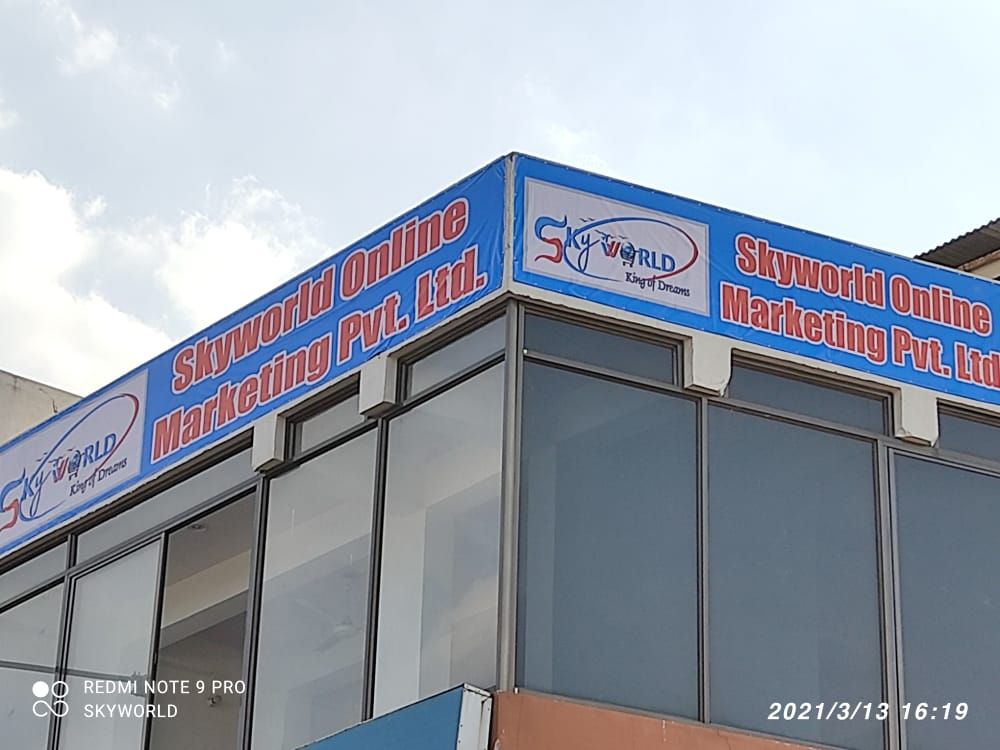 Skyworld Online
Marketing Pvt. Ltd.
SkyWORLD
King of Dreams
SkyWORLD
King of Dreams
Skyworld Online
Marketing Pvt. Ltd
REDMI NOTE 9 PRO
SKYWORLD
2021/3/13 16:19